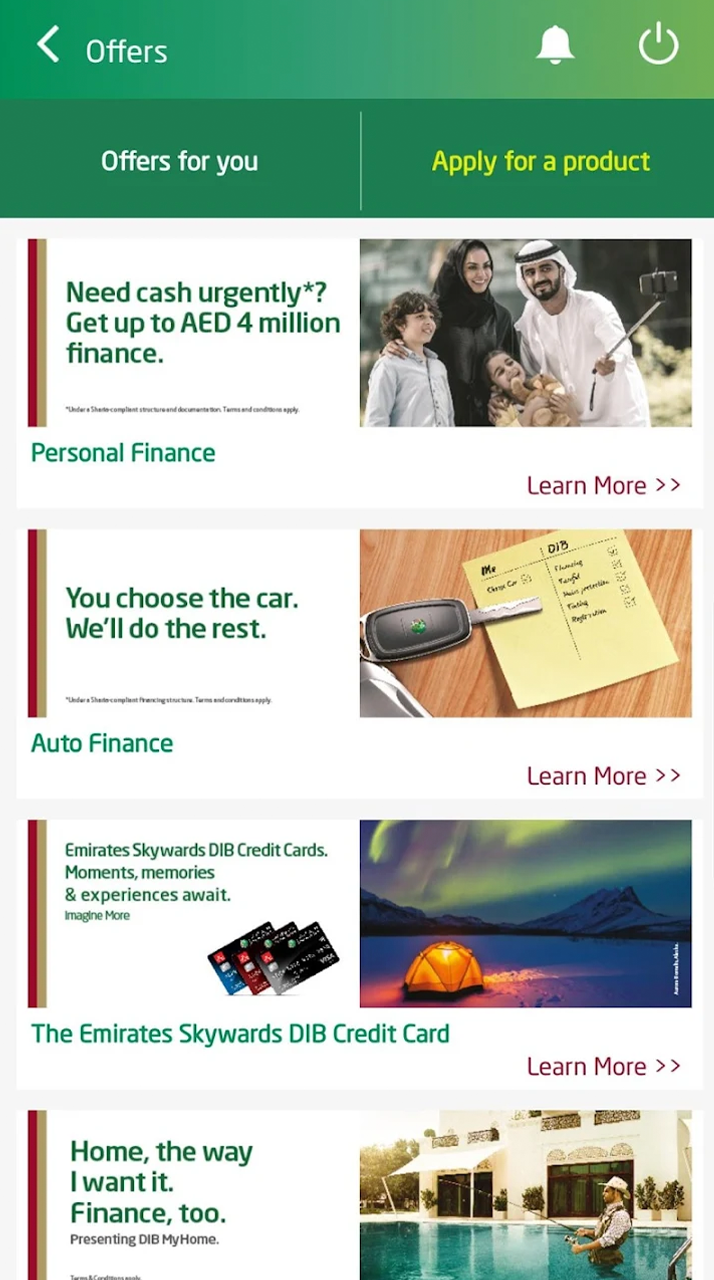 Offers
Offers for you
Apply for a product
Need cash urgently*?
Get up to AED 4 million
finance.
*Under a Sharia-compliant structure and documentation. Terms and conditions apply.
Personal Finance
Learn More >>
You choose the car.
We'll do the rest.
*Under a Sharia-compliant financing structure. Terms and conditions apply.
Me
DIB
Choose Car
Financing
Takaful
Sales protection
Tinting
Registration
Auto Finance
Learn More >>
Emirates Skywards DIB Credit Cards.
Moments, memories
& experiences await.
Imagine More
VISA
The Emirates Skywards DIB Credit Card
Learn More >>
Home, the way
I want it.
Finance, too.
Presenting DIB MyHome.
Terms & Conditions apply.